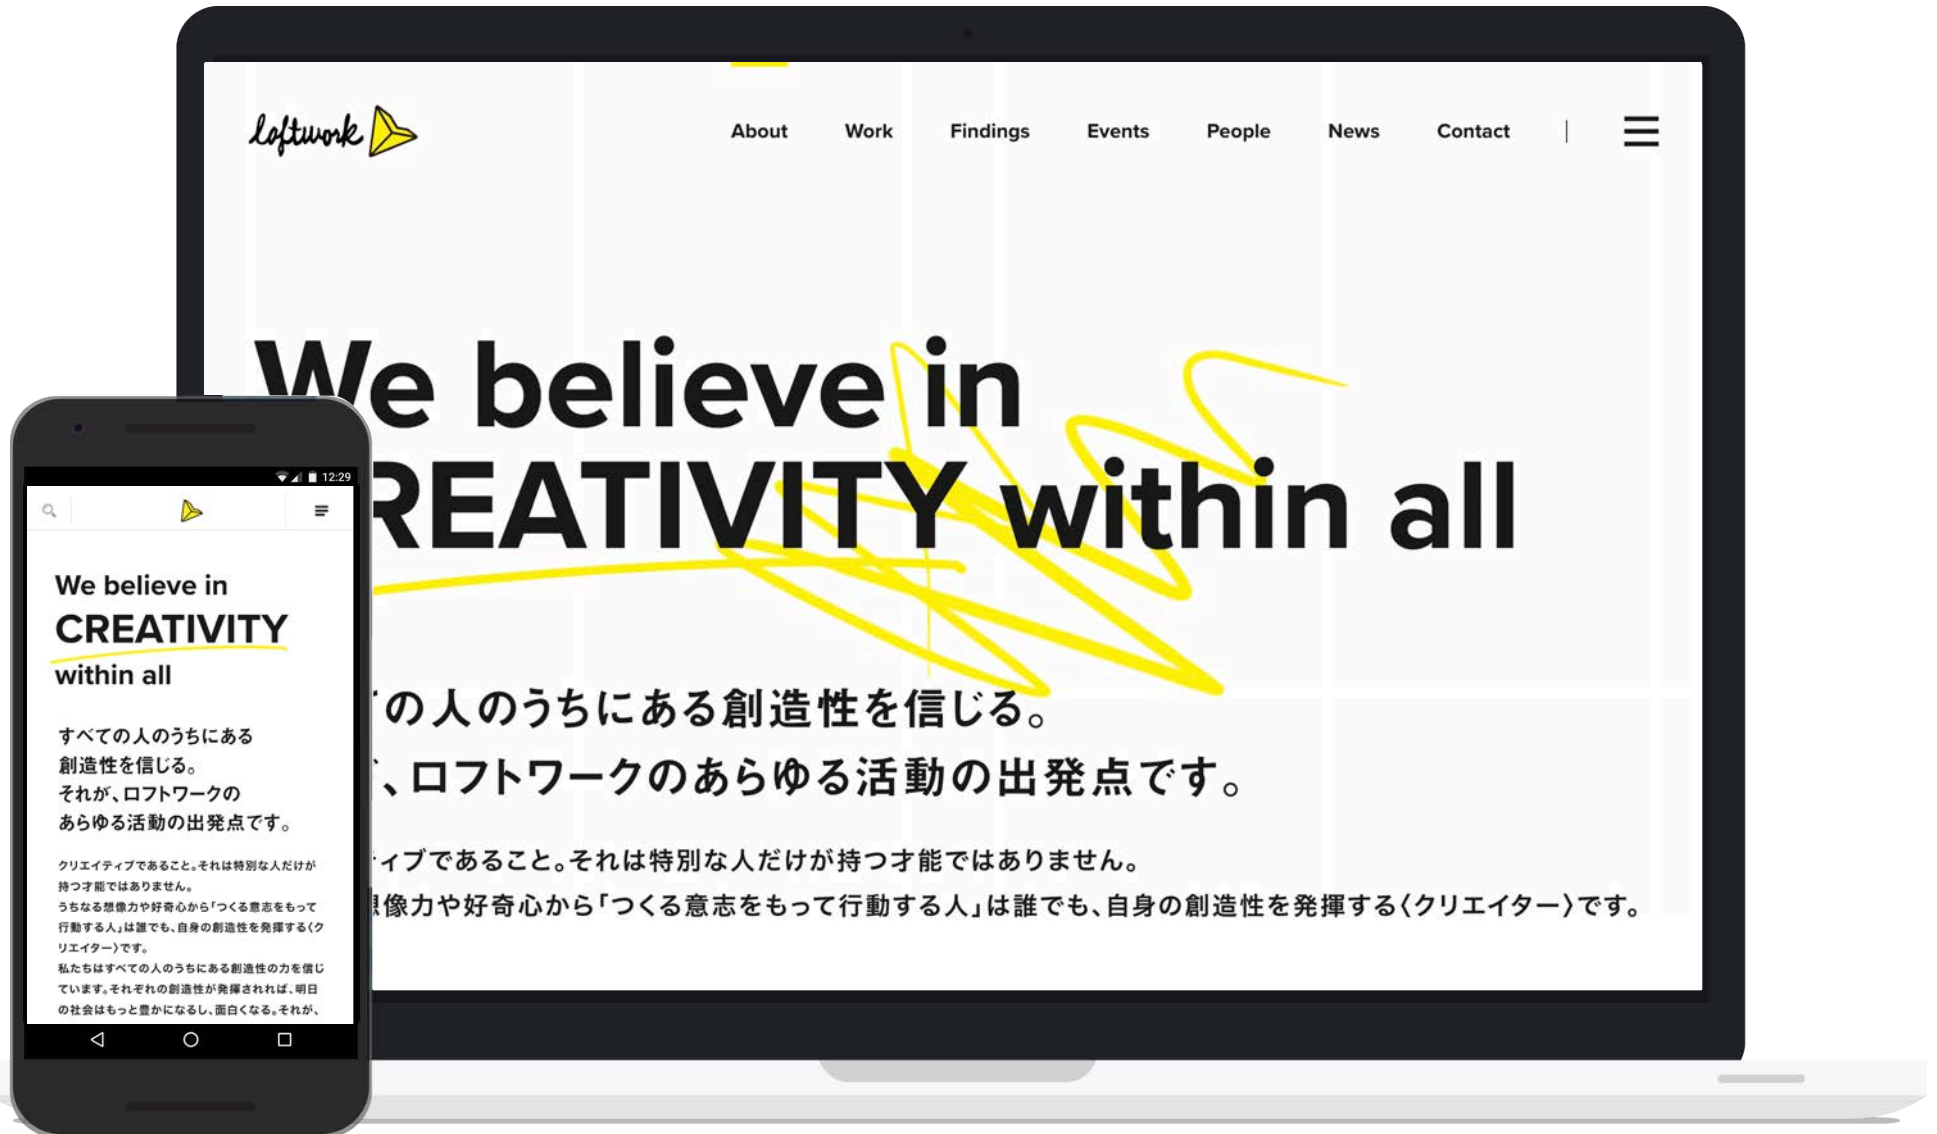 loftwork
About Work Findings Events People News Contact
We believe in
CREATIVITY within all
の人のうちにある創造性を信じる。
、ロフトワークのあらゆる活動の出発点です。
ィブであること。それは特別な人だけが持つ才能ではありません。
像力や好奇心から「つくる意志をもって行動する人」は誰でも、自身の創造性を発揮する〈クリエイター〉です。
12:29
We believe in
CREATIVITY
within all
すべての人のうちにある
創造性を信じる。
それが、ロフトワークの
あらゆる活動の出発点です。
クリエイティブであること。それは特別な人だけが
持つ才能ではありません。
うちなる想像力や好奇心から「つくる意志をもって
行動する人」は誰でも、自身の創造性を発揮する〈ク
リエイター〉です。
私たちはすべての人のうちにある創造性の力を信じ
ています。それぞれの創造性が発揮されれば、明日
の社会はもっと豊かになるし、面白くなる。それが、